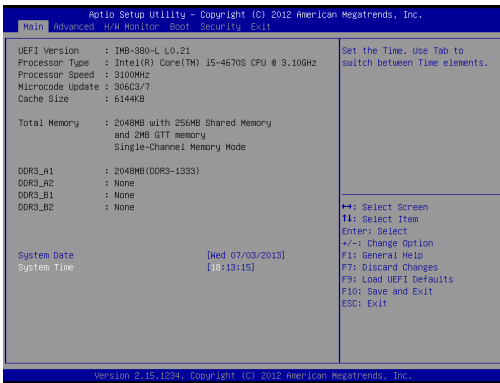 Aptio Setup Utility – Copyright (C) 2012 American Megatrends, Inc.
Main Advanced H/W Monitor Boot Security Exit
UEFI Version : IMB-380-L L0.21
Processor Type : Intel(R) Core(TM) i5-4670S CPU @ 3.10GHz
Processor Speed : 3100MHz
Microcode Update : 306C3/7
Cache Size : 6144KB
Total Memory : 2048MB with 256MB Shared Memory
and 2MB GTT memory
Single-Channel Memory Mode
DDR3_A1 : 2048MB(DDR3-1333)
DDR3_A2 : None
DDR3_B1 : None
DDR3_B2 : None
System Date [Wed 07/03/2013]
System Time [18:13:15]
Set the Time. Use Tab to
switch between Time elements.
↔: Select Screen
↑↓: Select Item
Enter: Select
+/-: Change Option
F1: General Help
F7: Discard Changes
F9: Load UEFI Defaults
F10: Save and Exit
ESC: Exit
Version 2.15.1234. Copyright (C) 2012 American Megatrends, Inc.